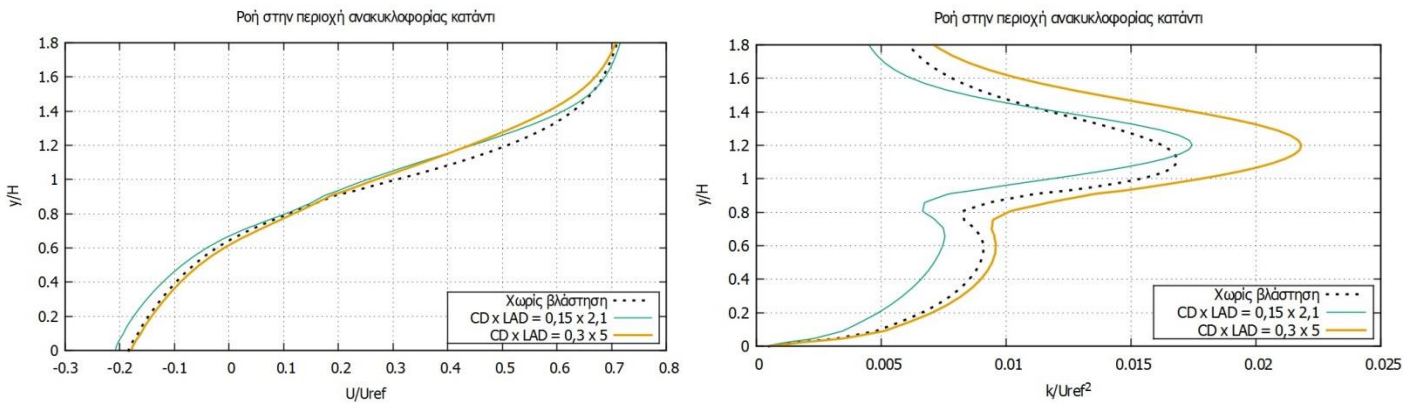 Ροή στην περιοχή ανακυκλοφορίας κατάντι
1.8
1.6
1.4
1.2
1
0.8
0.6
0.4
0.2
0
y/H
-0.3 -0.2 -0.1 0 0.1 0.2 0.3 0.4 0.5 0.6 0.7 0.8
U/Uref
Χωρίς βλάστηση
CD x LAD = 0,15 x 2,1
CD x LAD = 0,3 x 5
Ροή στην περιοχή ανακυκλοφορίας κατάντι
1.8
1.6
1.4
1.2
1
0.8
0.6
0.4
0.2
0
y/H
0 0.005 0.01 0.015 0.02 0.025
k/Uref²
Χωρίς βλάστηση
CD x LAD = 0,15 x 2,1
CD x LAD = 0,3 x 5